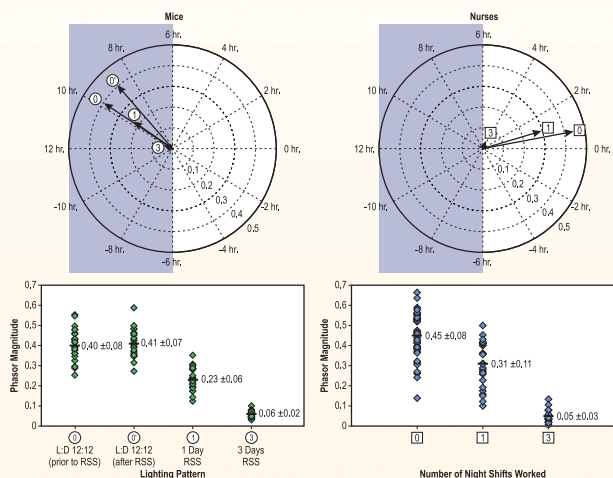 Mice
6 hr.
8 hr.
4 hr.
10 hr.
2 hr.
12 hr.
0 hr.
-10 hr.
-2 hr.
-8 hr.
-4 hr.
-6 hr.
0'
0
1
3
0.1
0.2
0.3
0.4
0.5
Nurses
6 hr.
8 hr.
4 hr.
10 hr.
2 hr.
12 hr.
0 hr.
-10 hr.
-2 hr.
-8 hr.
-4 hr.
-6 hr.
3
1
0
0.1
0.2
0.3
0.4
0.5
Phasor Magnitude
0.7
0.6
0.5
0.4
0.3
0.2
0.1
0
0.40 ±0.08
0.41 ±0.07
0.23 ±0.06
0.06 ±0.02
0
0'
1
3
L:D 12:12
(prior to RSS)
L:D 12:12
(after RSS)
1 Day
RSS
3 Days
RSS
Lighting Pattern
Phasor Magnitude
0.7
0.6
0.5
0.4
0.3
0.2
0.1
0
0.45 ±0.08
0.31 ±0.11
0.05 ±0.03
0
1
3
Number of Night Shifts Worked